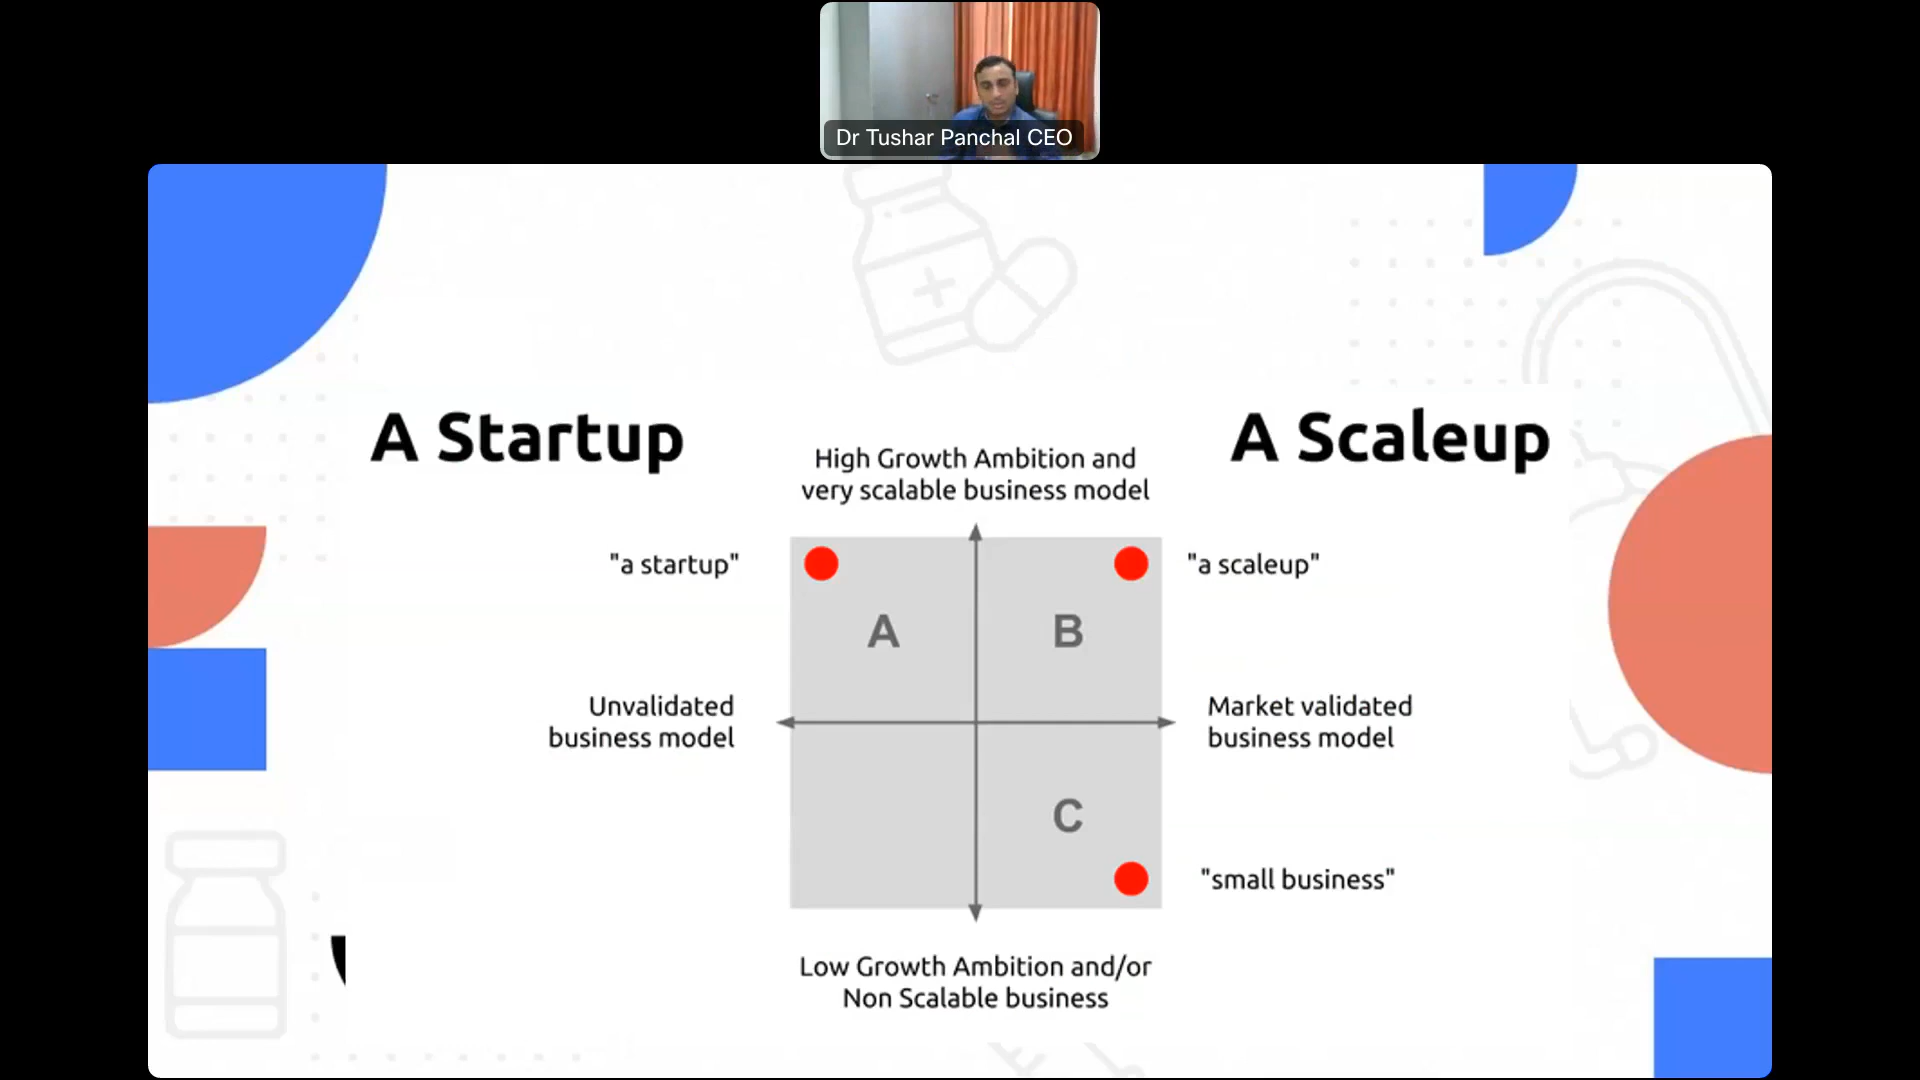 Dr Tushar Panchal CEO
A Startup
A Scaleup
High Growth Ambition and
very scalable business model
"a startup"
"a scaleup"
A
B
Unvalidated
business model
Market validated
business model
C
"small business"
Low Growth Ambition and/or
Non Scalable business